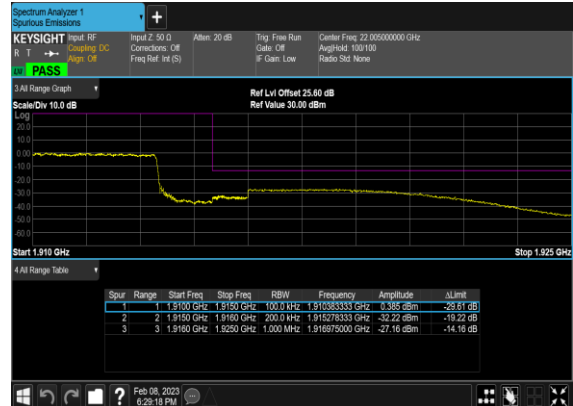 Spectrum Analyzer 1
Spurious Emissions
KEYSIGHT Input: RF Input Z: 50 Ω Atten: 20 dB Trig: Free Run Center Freq: 22.005000000 GHz
R T Coupling: DC Corrections: Off Gate: Off Avg|Hold: 100/100
Align: Off Freq Ref: Int (S) IF Gain: Low Radio Std: None
PASS
3 All Range Graph Ref Lvl Offset 25.60 dB
Scale/Div 10.0 dB Ref Value 30.00 dBm
Log
20.0
10.0
0.00
-10.0
-20.0
-30.0
-40.0
-50.0
-60.0
Start 1.910 GHz Stop 1.925 GHz
4 All Range Table
Spur Range Start Freq Stop Freq RBW Frequency Amplitude ΔLimit
1 1 1.9100 GHz 1.9150 GHz 100.0 kHz 1.910383333 GHz 0.385 dBm -29.61 dB
2 2 1.9150 GHz 1.9160 GHz 200.0 kHz 1.915278333 GHz -32.22 dBm -19.22 dB
3 3 1.9160 GHz 1.9250 GHz 1.000 MHz 1.916975000 GHz -27.16 dBm -14.16 dB
Feb 08, 2023
6:29:18 PM